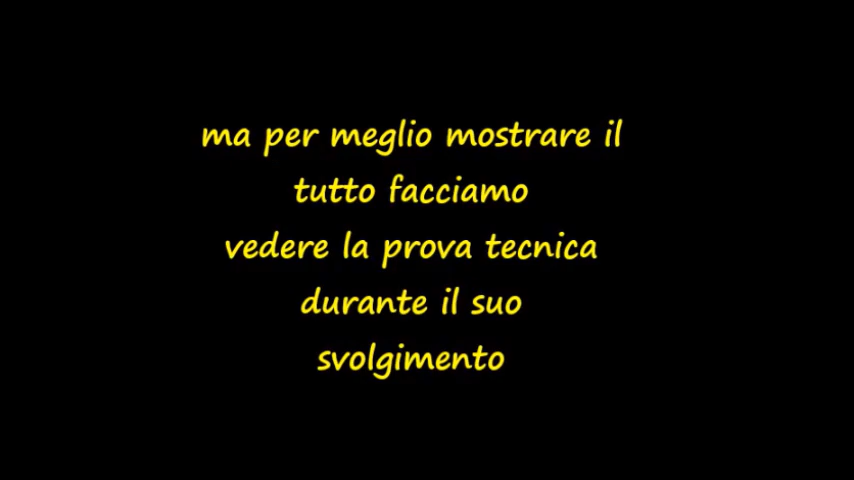 ma per meglio mostrare il
tutto facciamo
vedere la prova tecnica
durante il suo
svolgimento